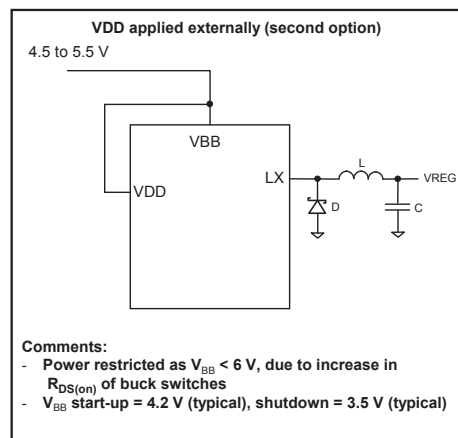 VDD applied externally (second option)
4.5 to 5.5 V
VBB
VDD
LX
L
VREG
D
C
Comments:
- Power restricted as VBB < 6 V, due to increase in
RDS(on) of buck switches
- VBB start-up = 4.2 V (typical), shutdown = 3.5 V (typical)